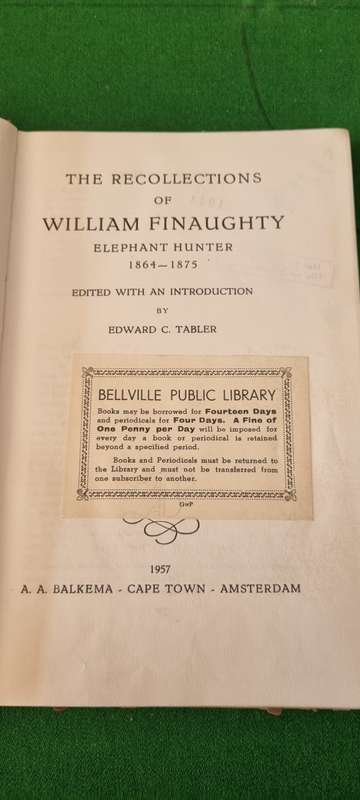 THE RECOLLECTIONS
OF
WILLIAM FINAUGHTY
ELEPHANT HUNTER
1864—1875
EDITED WITH AN INTRODUCTION
BY
EDWARD C. TABLER
BELLVILLE PUBLIC LIBRARY
Books may be borrowed for Fourteen Days
and periodicals for Four Days. A Fine of
One Penny per Day will be imposed for
every day a book or periodical is retained
beyond a specified period.
Books and Periodicals must be returned to
the Library and must not be transferred from
one subscriber to another.
GWP
1957
A. A. BALKEMA - CAPE TOWN - AMSTERDAM